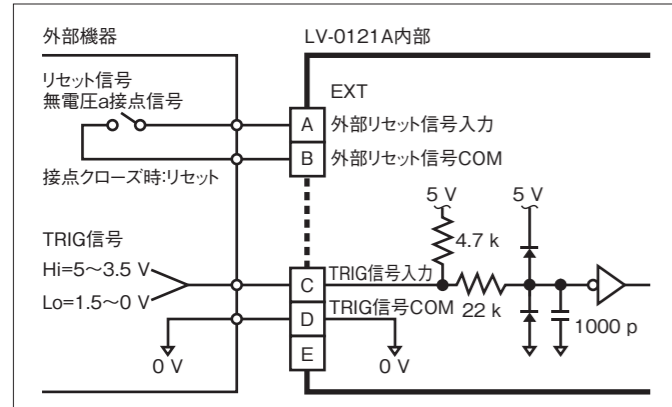 外部機器
LV-0121A内部
リセット信号
無電圧a接点信号
EXT
A 外部リセット信号入力
B 外部リセット信号COM
接点クローズ時:リセット
5 V
5 V
4.7 k
TRIG信号
Hi=5〜3.5 V
Lo=1.5〜0 V
C TRIG信号入力
22 k
1000 p
D TRIG信号COM
E
0 V
0 V